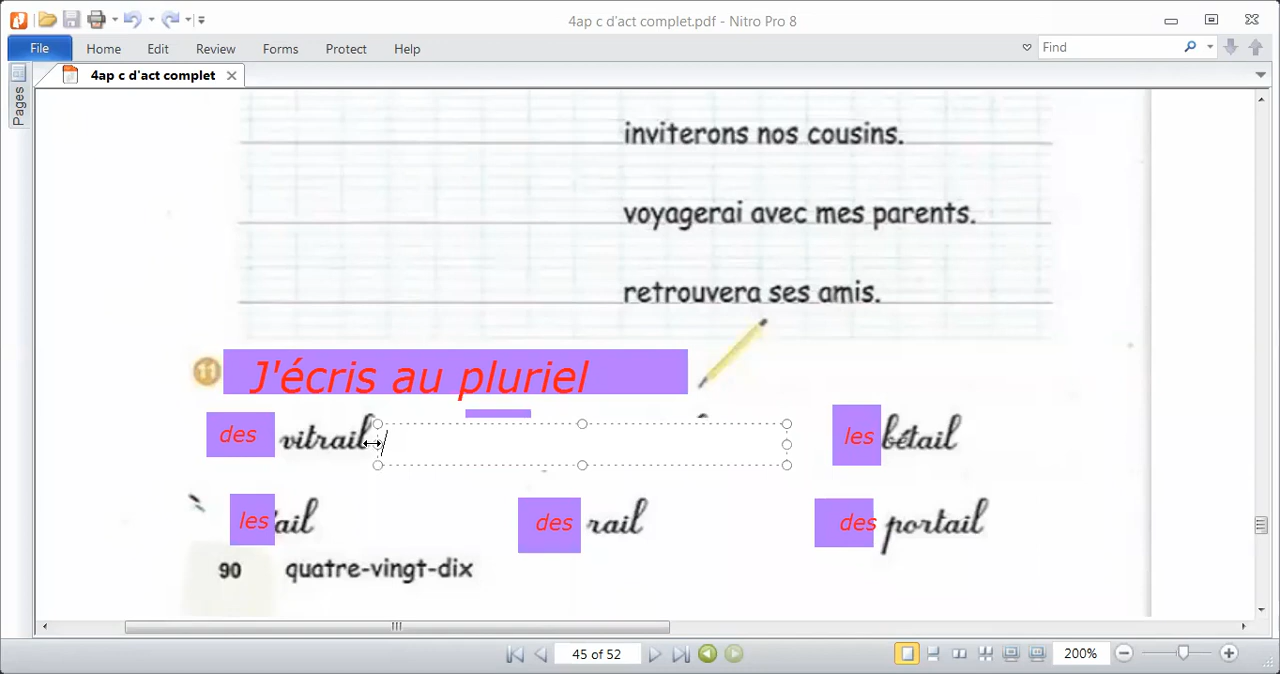 4ap c d'act complet.pdf - Nitro Pro 8
File Home Edit Review Forms Protect Help Find
4ap c d'act complet
Pages
inviterons nos cousins.
voyagerai avec mes parents.
retrouvera ses amis.
11 J'écris au pluriel
des vitrail les bétail
les ail des rail des portail
90 quatre-vingt-dix
45 of 52 200%